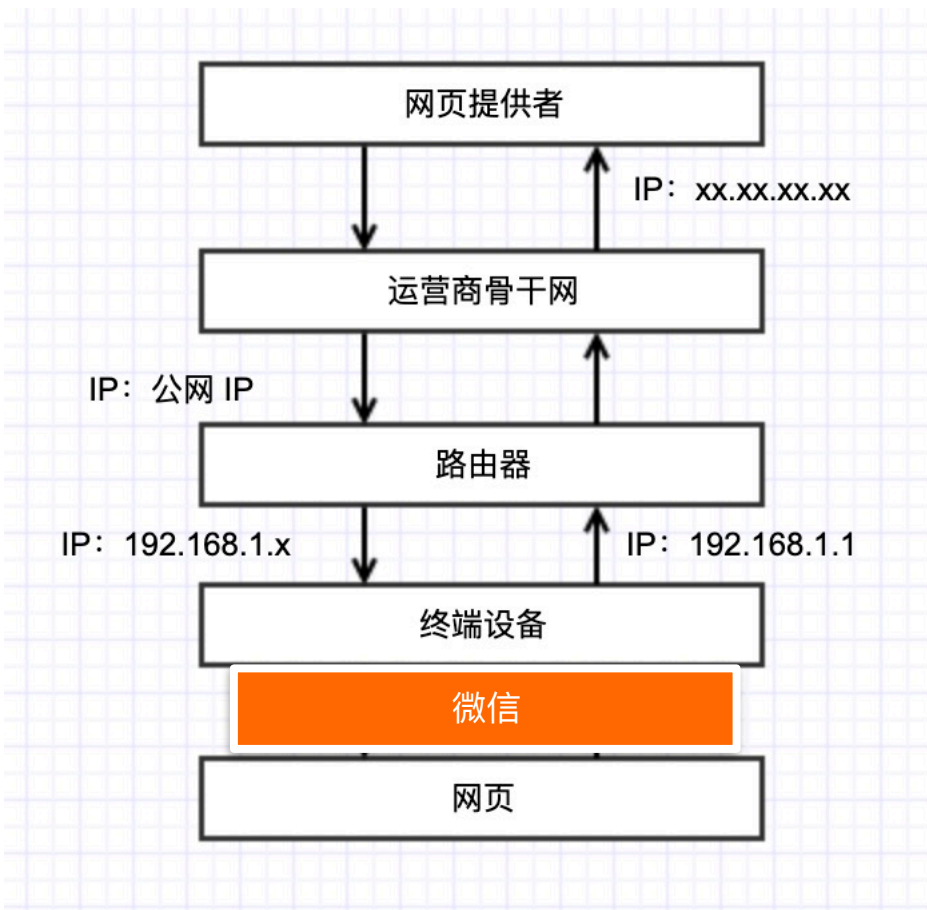 网页提供者
IP：xx.xx.xx.xx
运营商骨干网
IP：公网 IP
路由器
IP：192.168.1.x
IP：192.168.1.1
终端设备
微信
网页